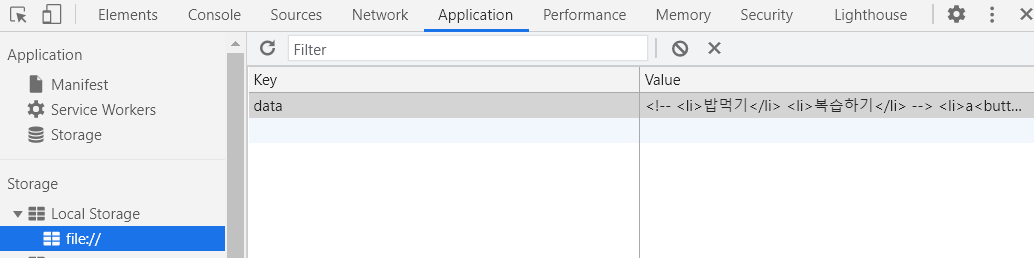 Elements Console Sources Network Application Performance Memory Security Lighthouse
Application
Manifest
Service Workers
Storage
Storage
Local Storage
file://
Filter
Key Value
data <!-- <li>밥먹기</li> <li>복습하기</li> --> <li>a<butt...